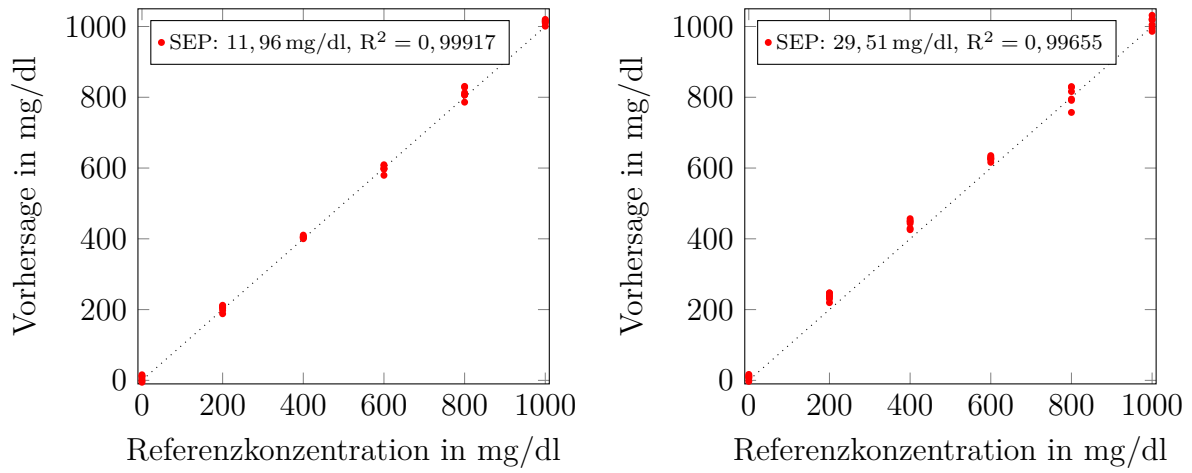 1000
800
600
400
200
0
Vorhersage in mg/dl
SEP: 11,96 mg/dl, R² = 0,99917
0 200 400 600 800 1000
Referenzkonzentration in mg/dl
1000
800
600
400
200
0
Vorhersage in mg/dl
SEP: 29,51 mg/dl, R² = 0,99655
0 200 400 600 800 1000
Referenzkonzentration in mg/dl